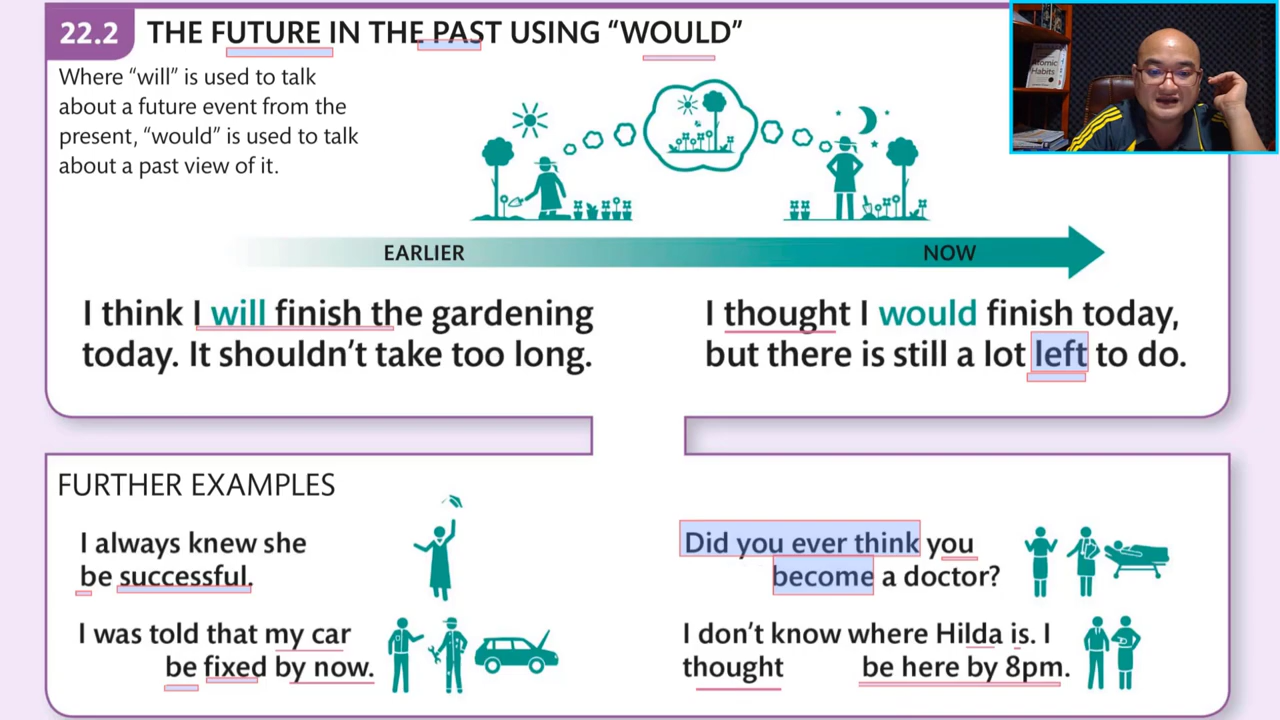 22.2 THE FUTURE IN THE PAST USING “WOULD”
Where “will” is used to talk
about a future event from the
present, “would” is used to talk
about a past view of it.
Atomic
Habits
EARLIER NOW
I think I will finish the gardening
today. It shouldn’t take too long.
I thought I would finish today,
but there is still a lot left to do.
FURTHER EXAMPLES
I always knew she
be successful.
Did you ever think you
become a doctor?
I was told that my car
be fixed by now.
I don’t know where Hilda is. I
thought be here by 8pm.